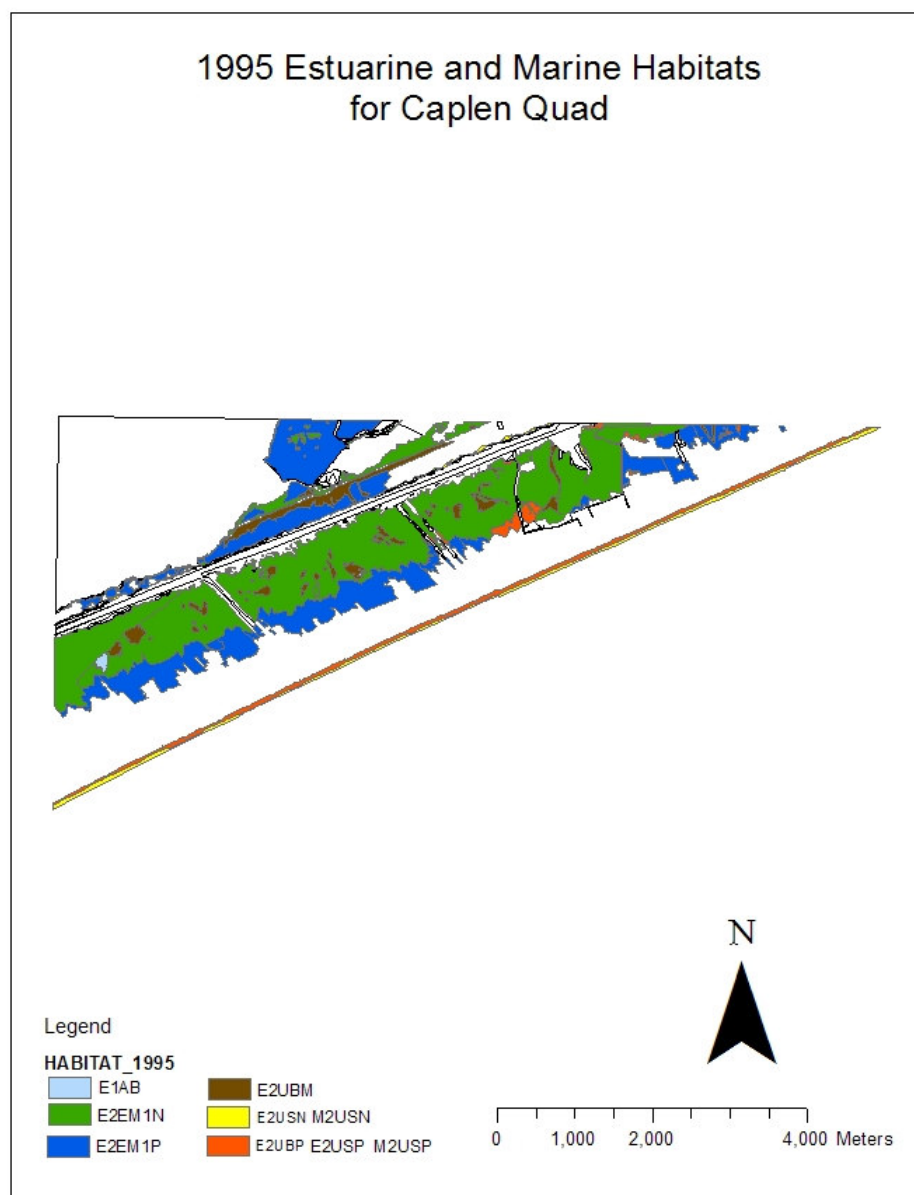 1995 Estuarine and Marine Habitats
for Caplen Quad
N
Legend
HABITAT_1995
E1AB
E2EM1N
E2EM1P
E2UBM
E2USN M2USN
E2UBP E2USP M2USP
0 1,000 2,000 4,000 Meters